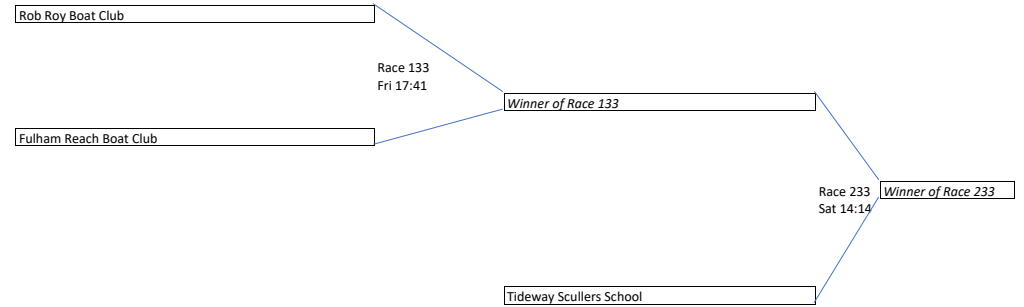 Rob Roy Boat Club
Race 133
Fri 17:41
Winner of Race 133
Fulham Reach Boat Club
Race 233
Sat 14:14
Winner of Race 233
Tideway Scullers School